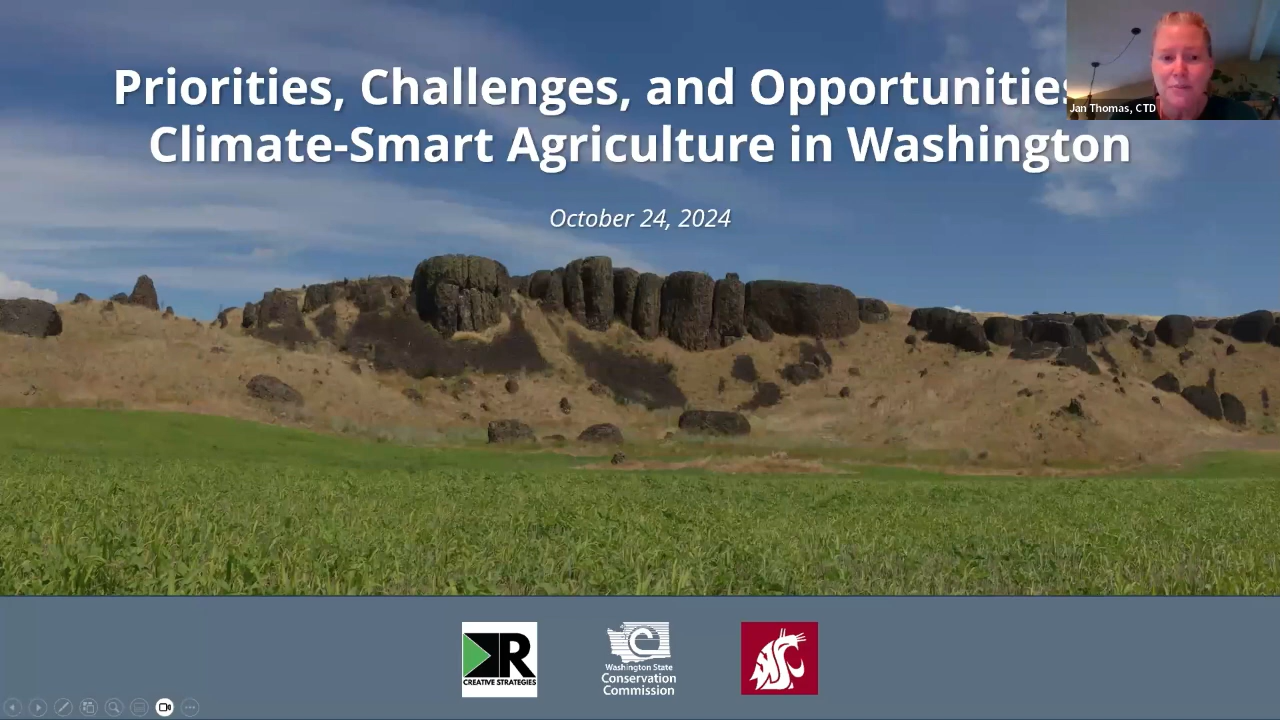 Priorities, Challenges, and Opportunities
Climate-Smart Agriculture in Washington
Jan Thomas, CTD
October 24, 2024
R
CREATIVE STRATEGIES
Washington State
Conservation
Commission
WSC